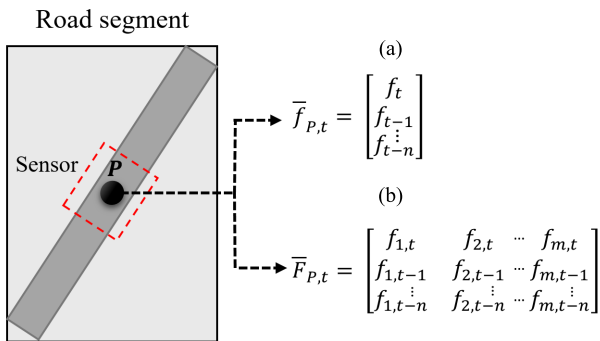 Road segment
(a)
f̅_{P,t} = [f_t
f_{t−1}
⋮
f_{t−n}]
Sensor P
(b)
F̅_{P,t} = [f_{1,t} f_{2,t} ⋯ f_{m,t}
f_{1,t−1} f_{2,t−1} ⋯ f_{m,t−1}
⋮ ⋮ ⋮
f_{1,t−n} f_{2,t−n} ⋯ f_{m,t−n}]